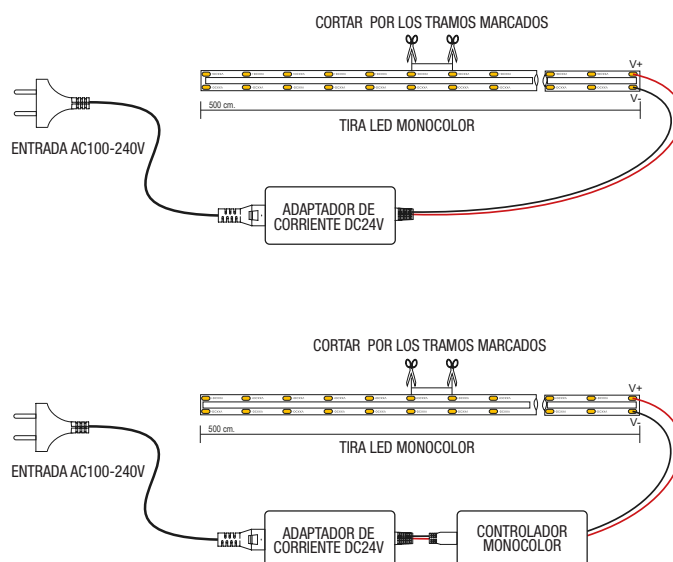 CORTAR POR LOS TRAMOS MARCADOS
V+
V-
500 cm.
TIRA LED MONOCOLOR
ENTRADA AC100-240V
ADAPTADOR DE
CORRIENTE DC24V
CORTAR POR LOS TRAMOS MARCADOS
V+
V-
500 cm.
TIRA LED MONOCOLOR
ENTRADA AC100-240V
ADAPTADOR DE
CORRIENTE DC24V
CONTROLADOR
MONOCOLOR